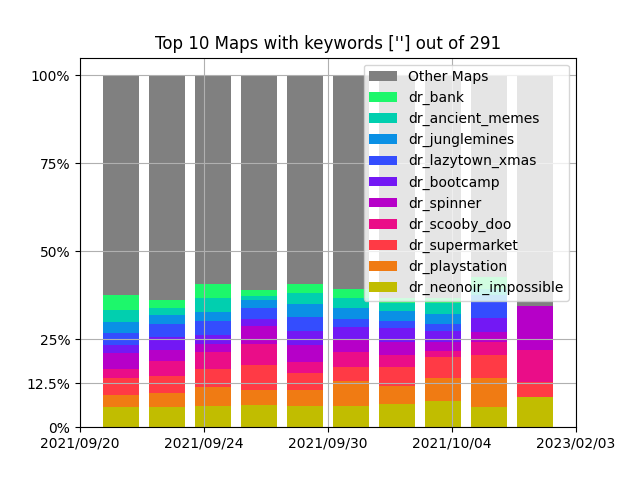 Top 10 Maps with keywords [''] out of 291
100%
75%
50%
25%
12.5%
0%
Other Maps
dr_bank
dr_ancient_memes
dr_junglemines
dr_lazytown_xmas
dr_bootcamp
dr_spinner
dr_scooby_doo
dr_supermarket
dr_playstation
dr_neonoir_impossible
2021/09/20 2021/09/24 2021/09/30 2021/10/04 2023/02/03